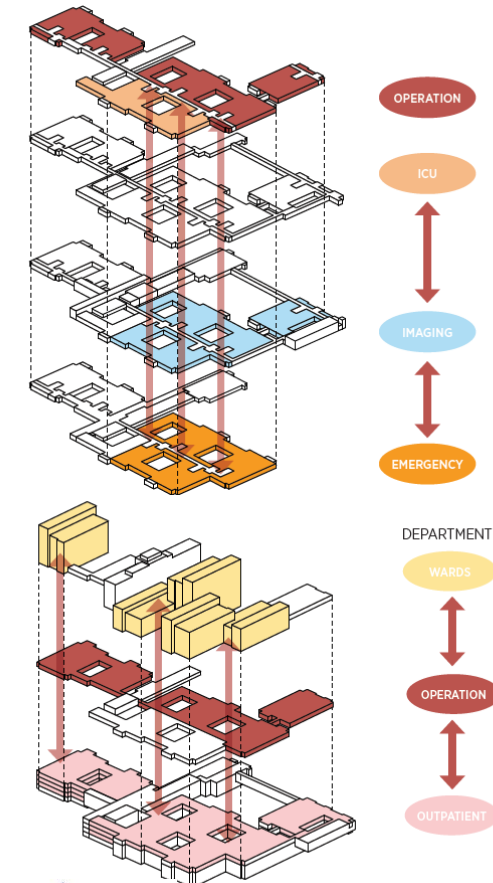 OPERATION
ICU
IMAGING
EMERGENCY
DEPARTMENT
WARDS
OPERATION
OUTPATIENT